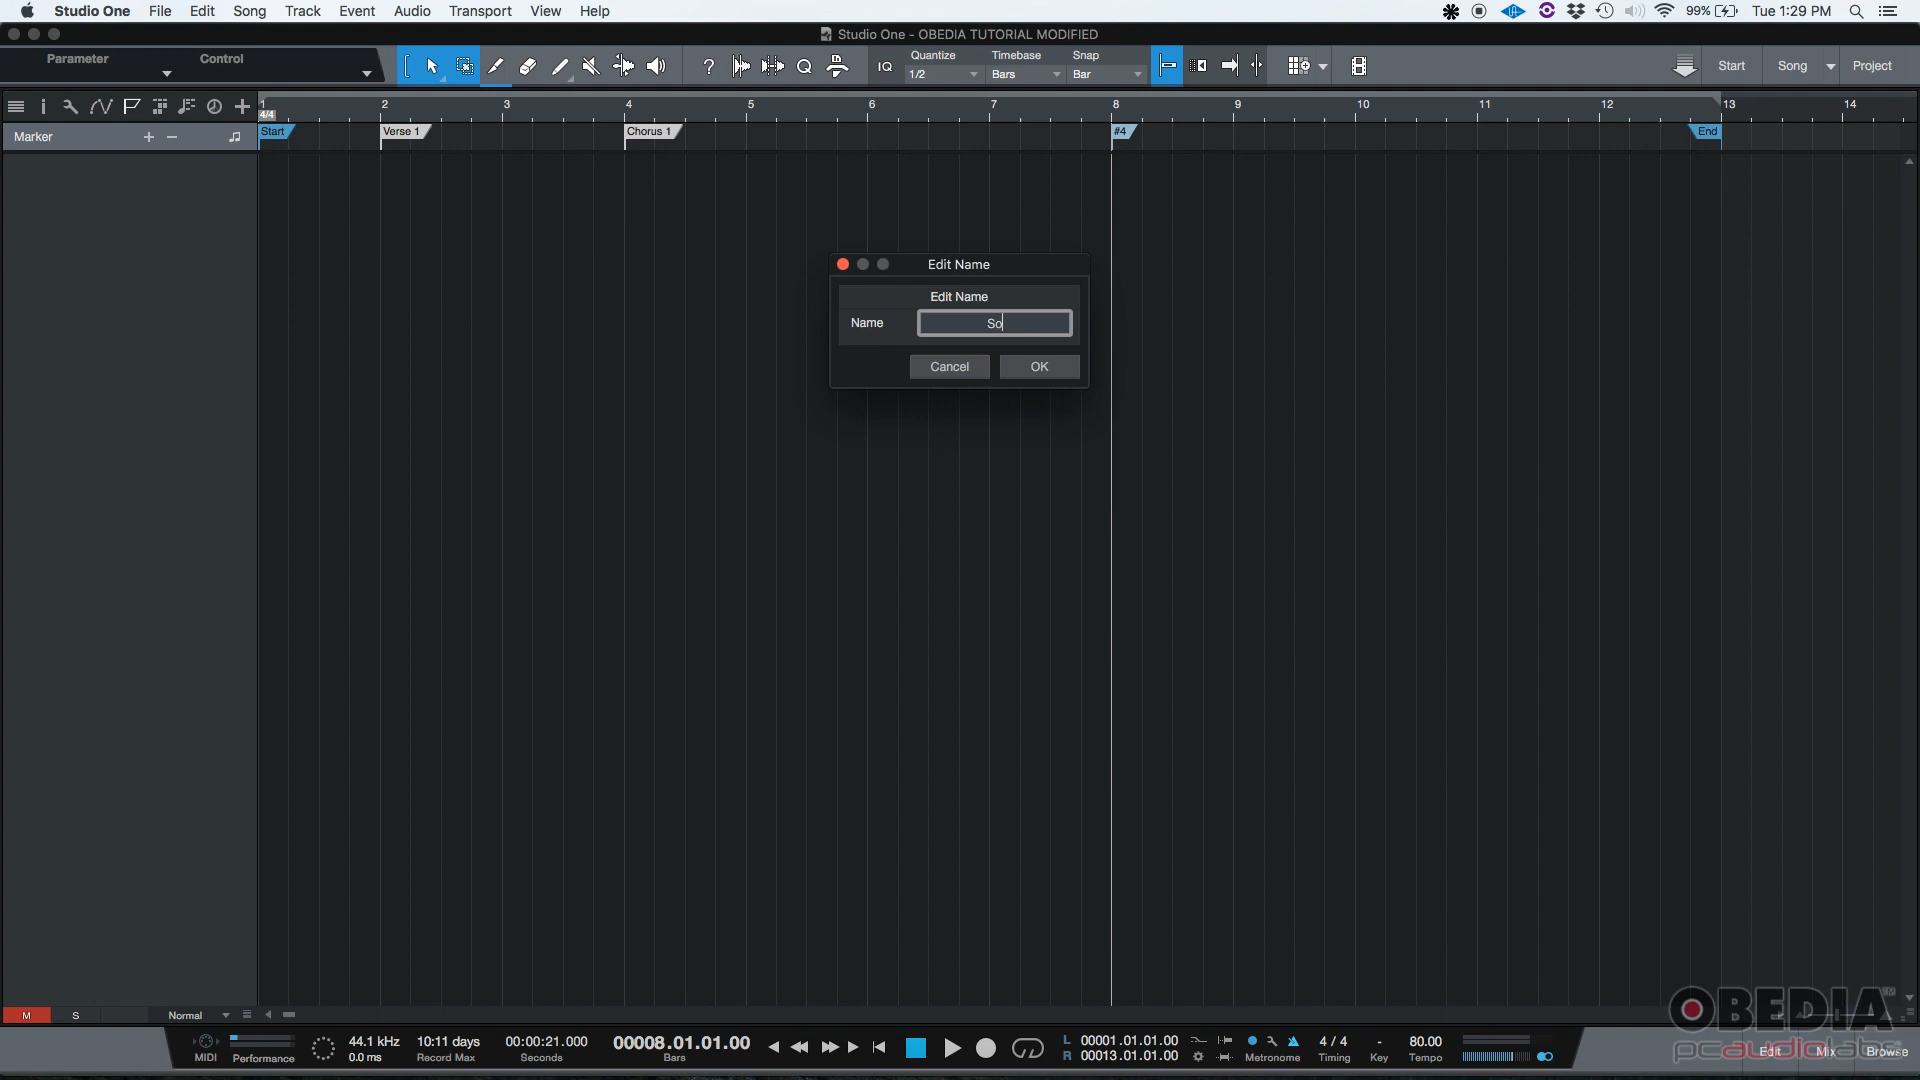 Studio One File Edit Song Track Event Audio Transport View Help 99% Tue 1:29 PM
Studio One - OBEDIA TUTORIAL MODIFIED
Parameter Control ? Q IQ Quantize 1/2 Timebase Bars Snap Bar Start Song Project
1 2 3 4 5 6 7 8 9 10 11 12 13 14
4/4
Marker Start Verse 1 Chorus 1 #4 End
Edit Name
Edit Name
Name So
Cancel OK
M S Normal
OBEDIA
pcaudiolabs
MIDI Performance 44.1 kHz 0.0 ms 10:11 days Record Max 00:00:21.000 Seconds 00008.01.01.00 Bars L 00001.01.01.00 R 00013.01.01.00 Metronome 4 / 4 Timing - Key 80.00 Tempo Edit Mix Browse